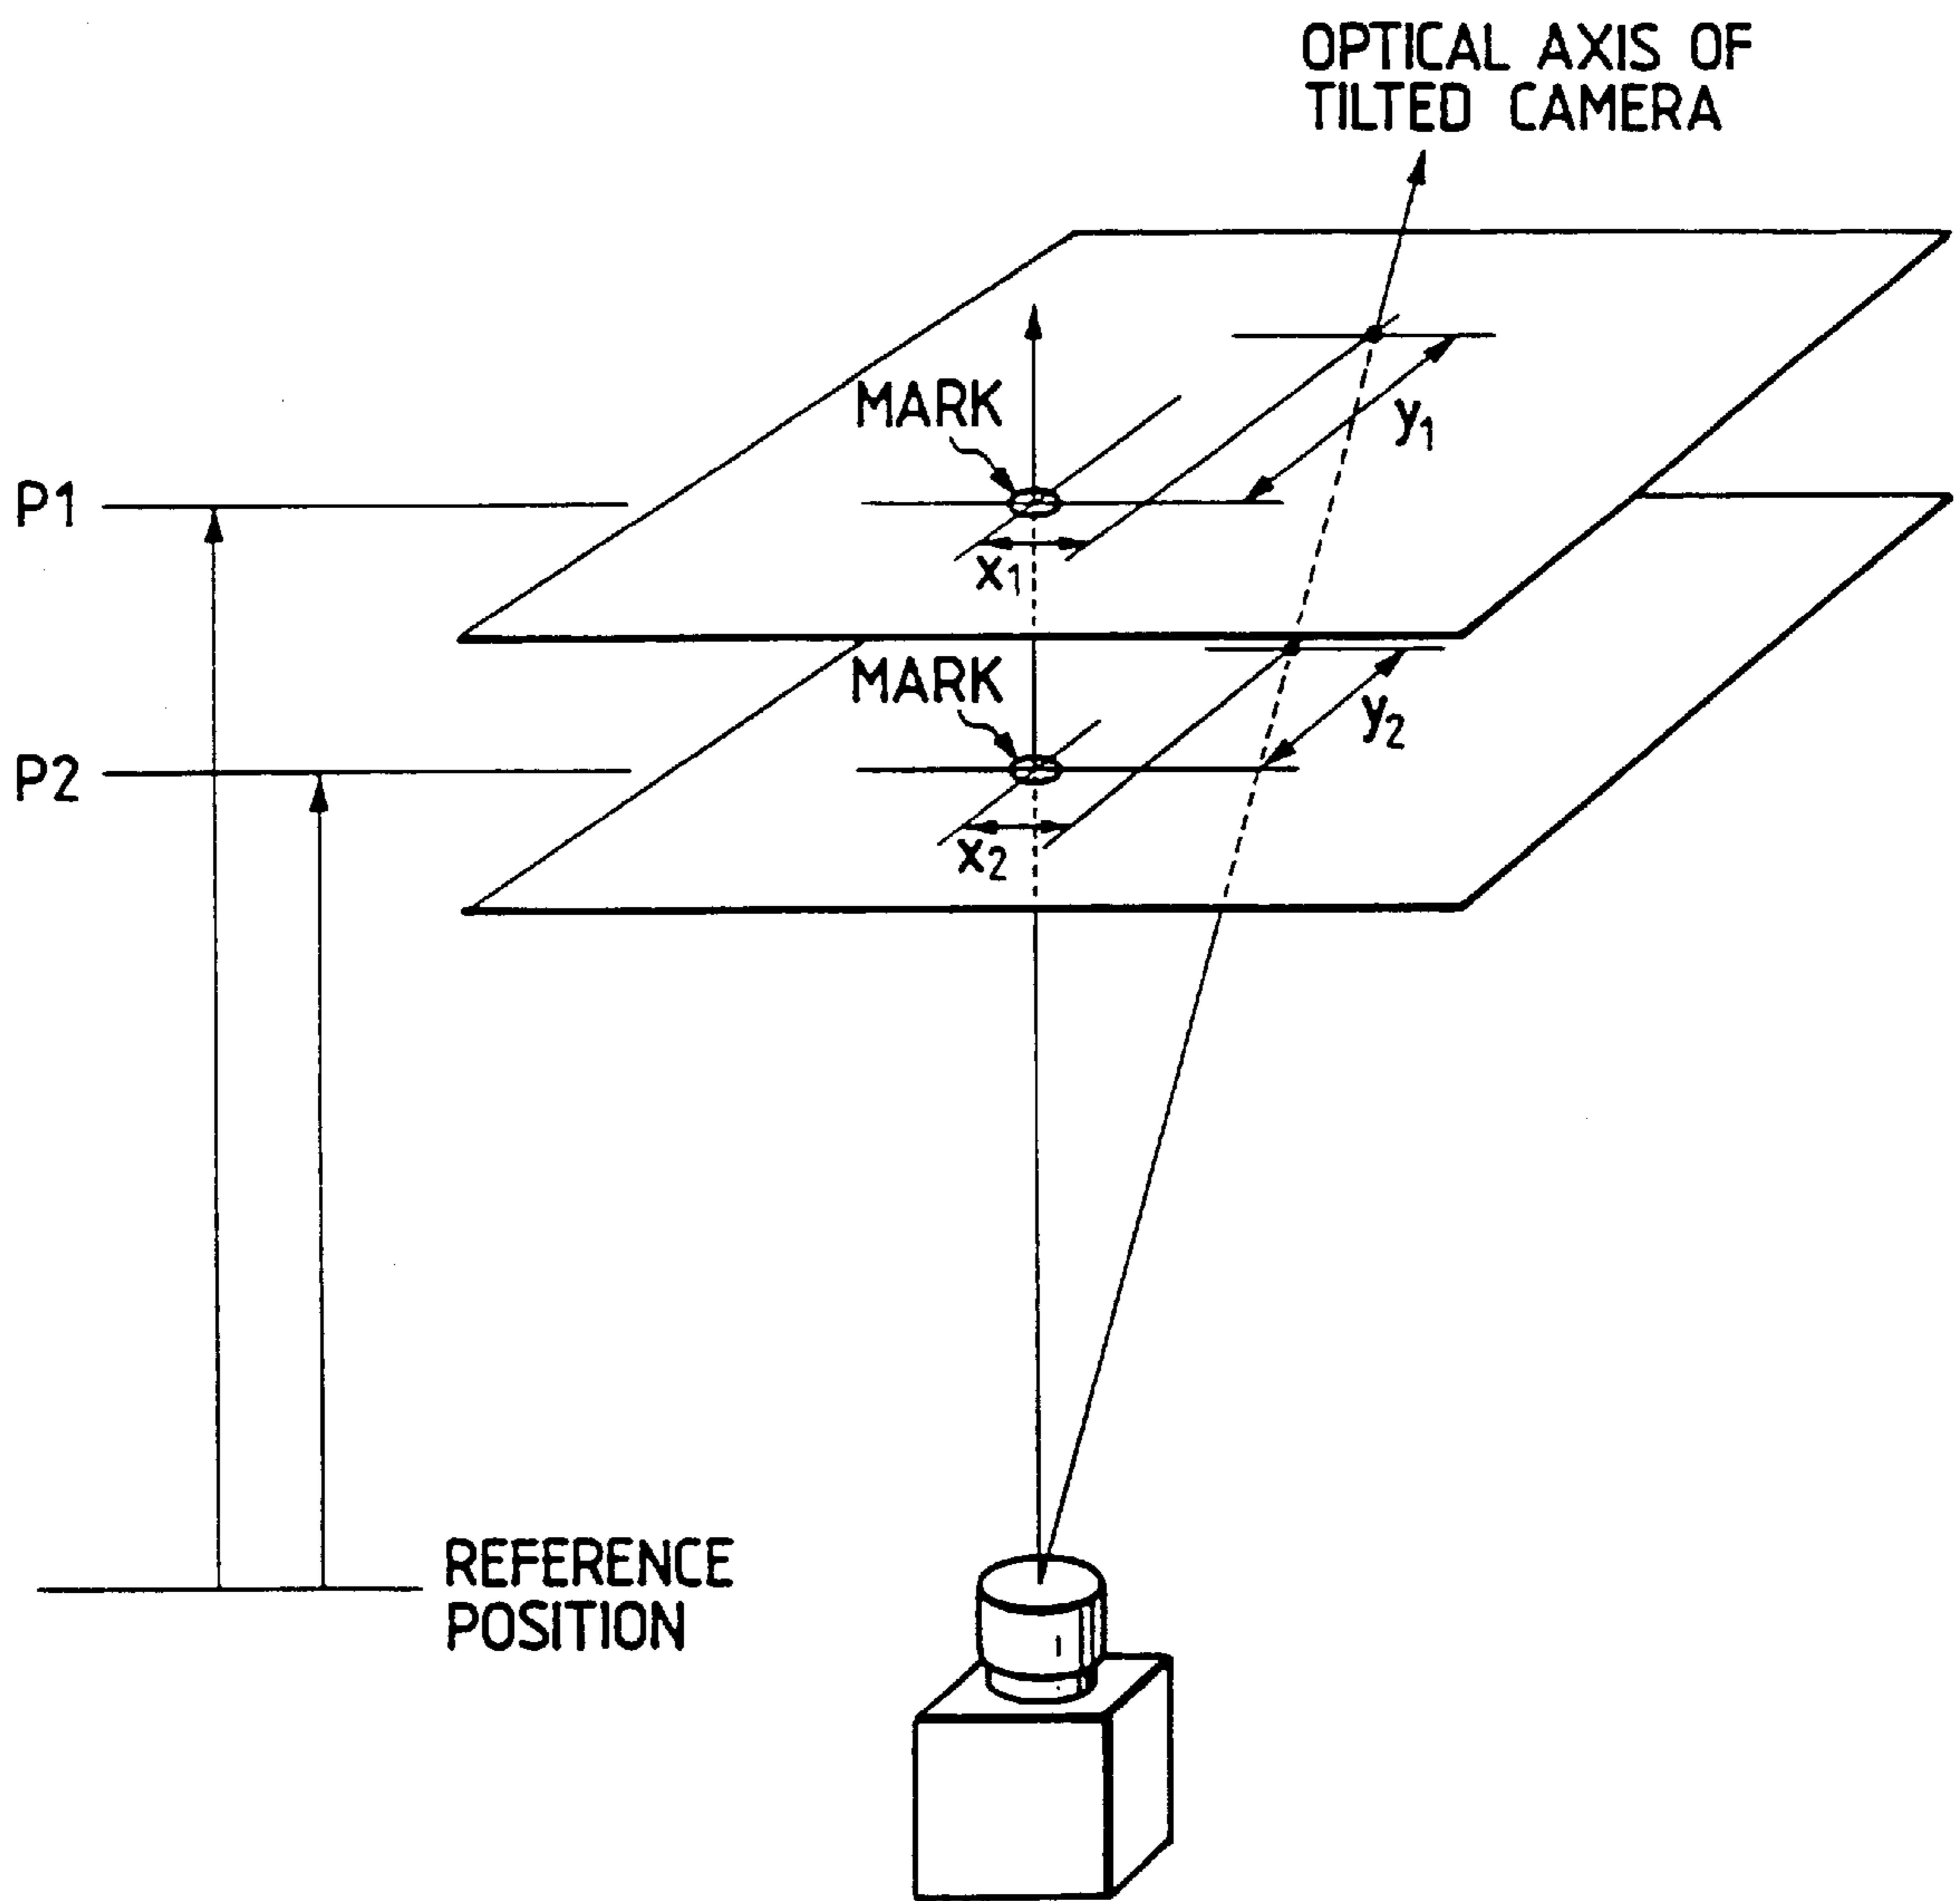 OPTICAL AXIS OF
TILTED CAMERA
MARK
y₁
P1
x₁
MARK
y₂
P2
x₂
REFERENCE
POSITION